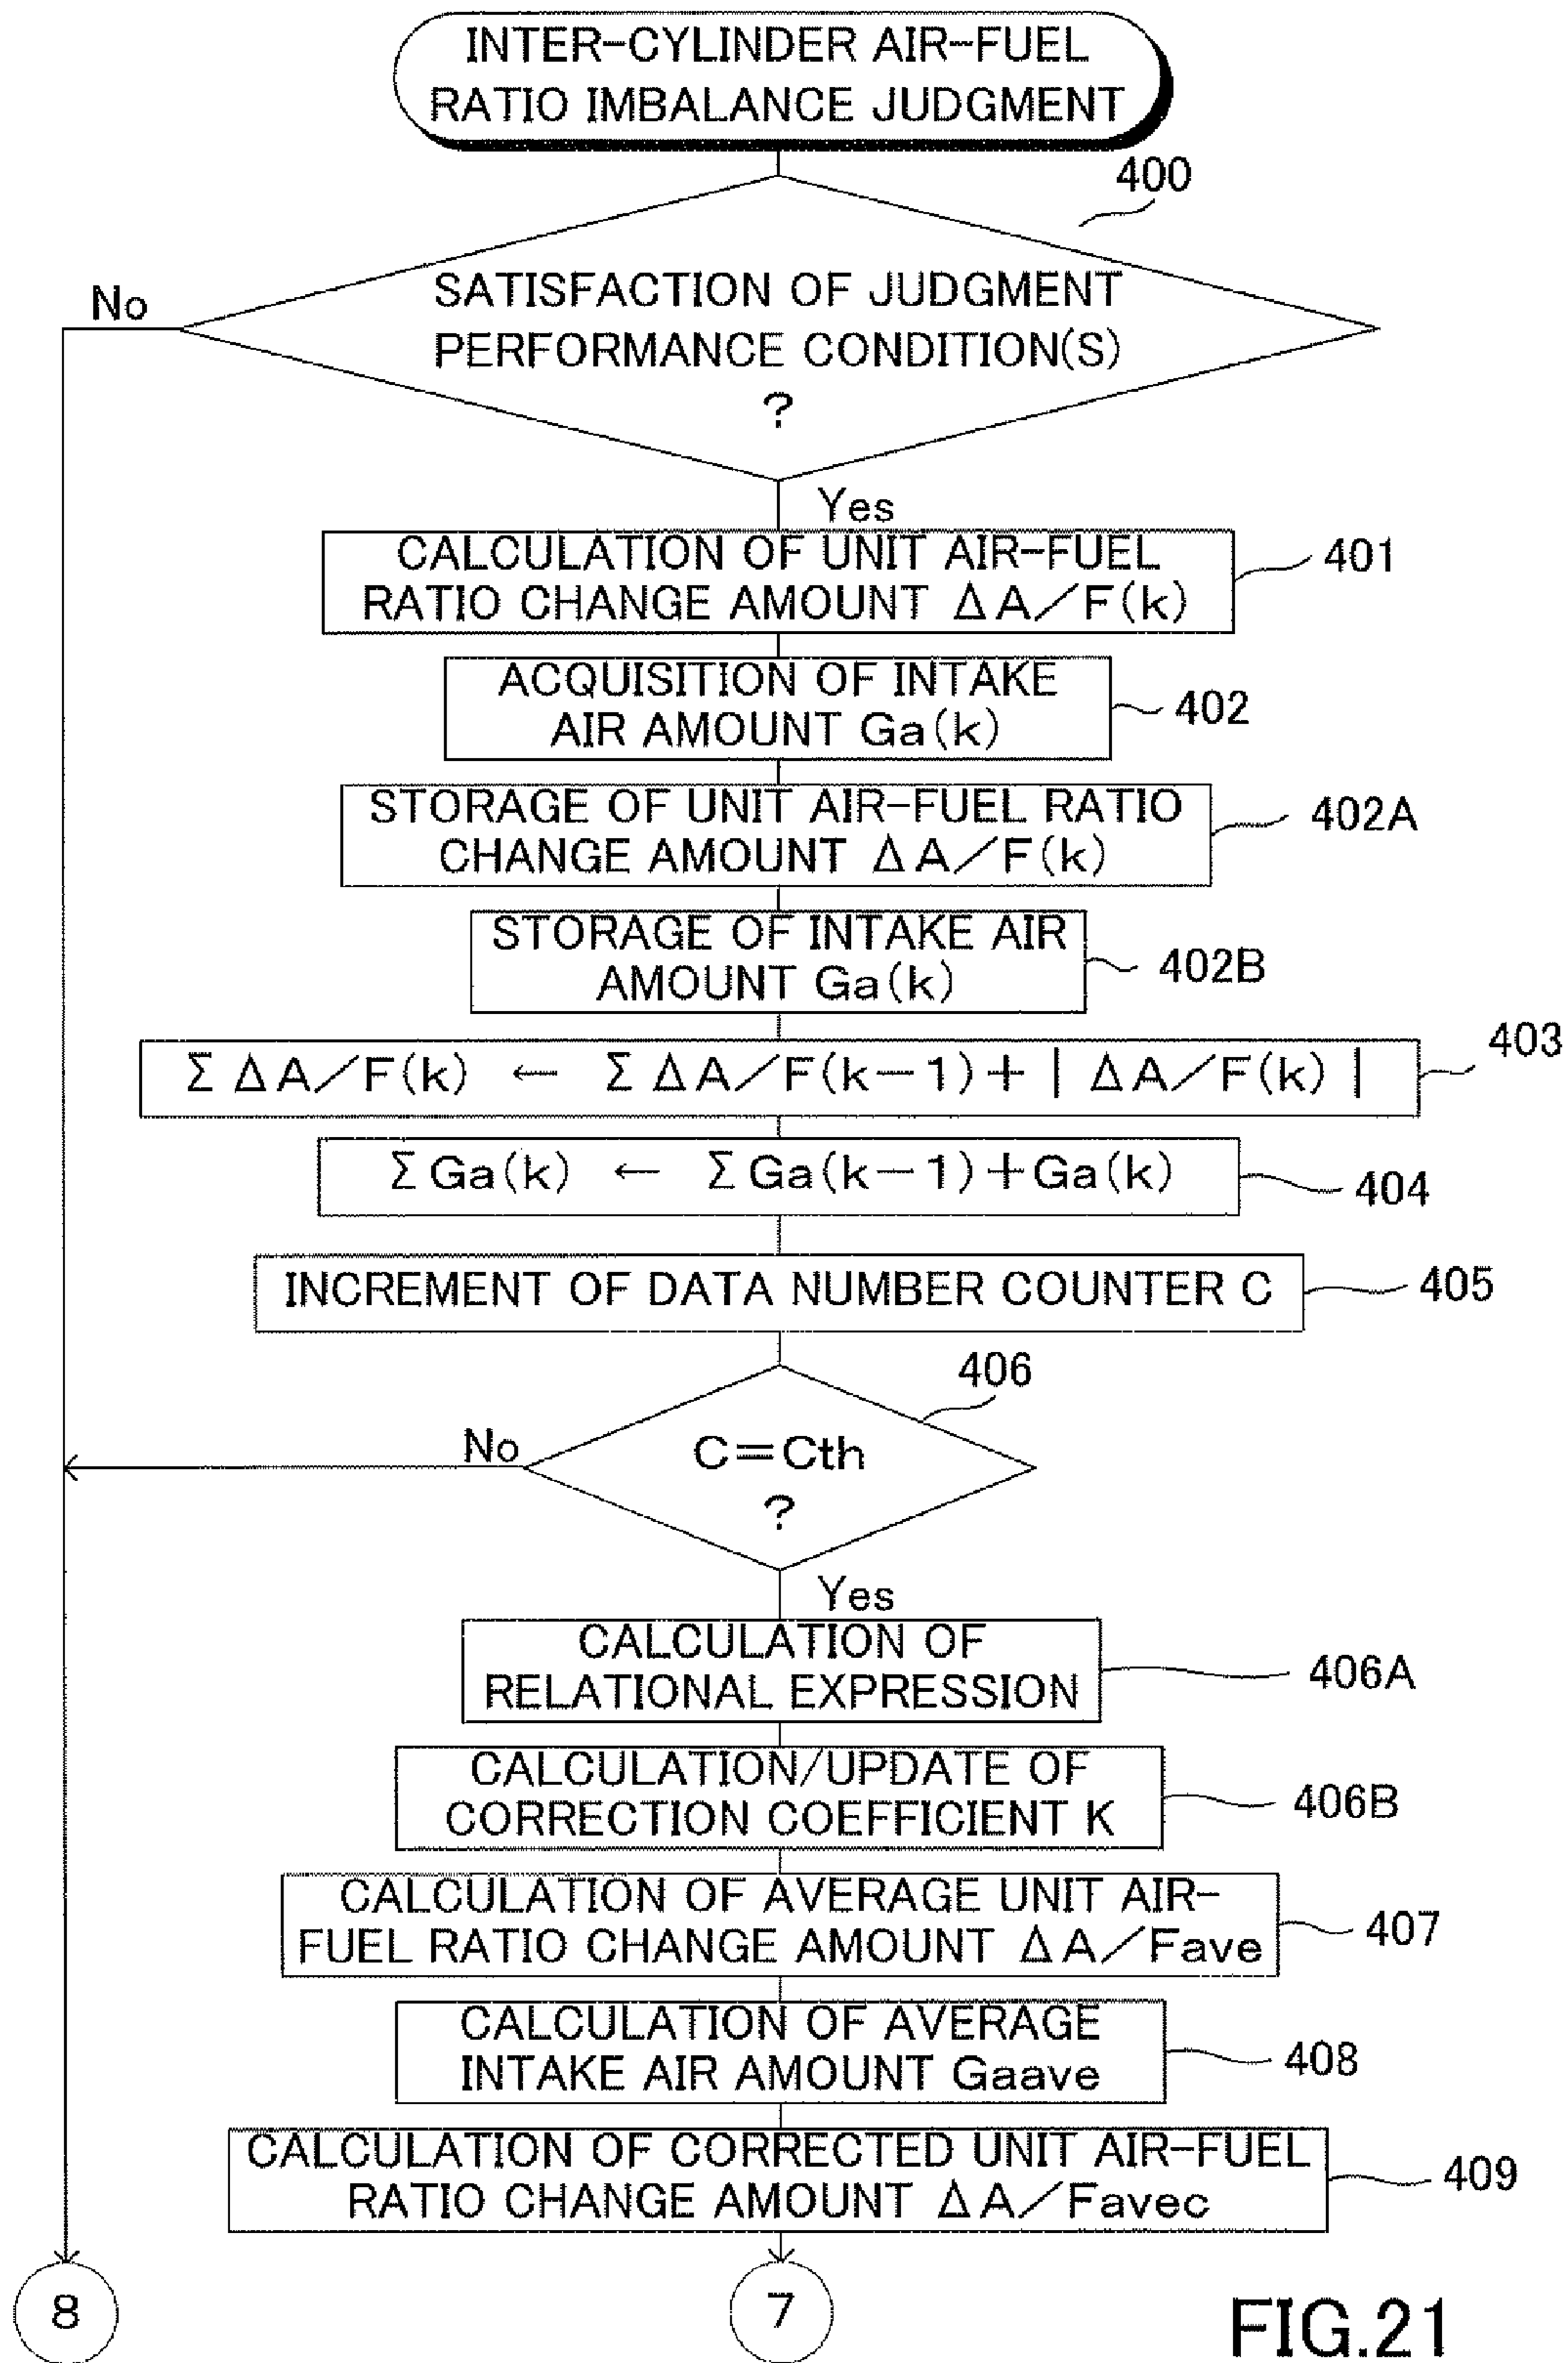 INTER-CYLINDER AIR-FUEL
RATIO IMBALANCE JUDGMENT
400
SATISFACTION OF JUDGMENT
PERFORMANCE CONDITION(S)
?
No
Yes
CALCULATION OF UNIT AIR-FUEL
RATIO CHANGE AMOUNT ΔA/F(k)
401
ACQUISITION OF INTAKE
AIR AMOUNT Ga(k)
402
STORAGE OF UNIT AIR-FUEL RATIO
CHANGE AMOUNT ΔA/F(k)
402A
STORAGE OF INTAKE AIR
AMOUNT Ga(k)
402B
ΣΔA/F(k) ← ΣΔA/F(k-1)+|ΔA/F(k)|
403
ΣGa(k) ← ΣGa(k-1)+Ga(k)
404
INCREMENT OF DATA NUMBER COUNTER C
405
406
C=Cth
?
No
Yes
CALCULATION OF
RELATIONAL EXPRESSION
406A
CALCULATION/UPDATE OF
CORRECTION COEFFICIENT K
406B
CALCULATION OF AVERAGE UNIT AIR-
FUEL RATIO CHANGE AMOUNT ΔA/Fave
407
CALCULATION OF AVERAGE
INTAKE AIR AMOUNT Gaave
408
CALCULATION OF CORRECTED UNIT AIR-FUEL
RATIO CHANGE AMOUNT ΔA/Favec
409
8
7
FIG.21